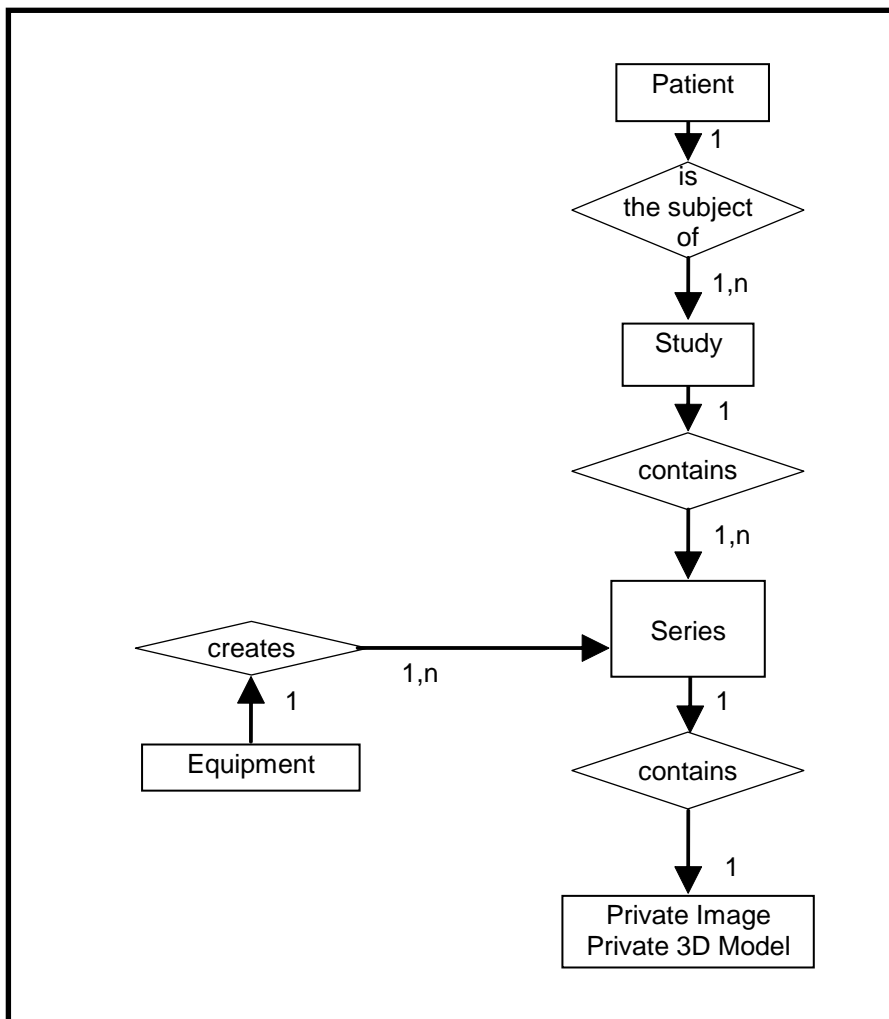 Patient
1
is
the subject
of
1,n
Study
1
contains
1,n
Series
creates
1,n
1
1
Equipment
contains
1
Private Image
Private 3D Model